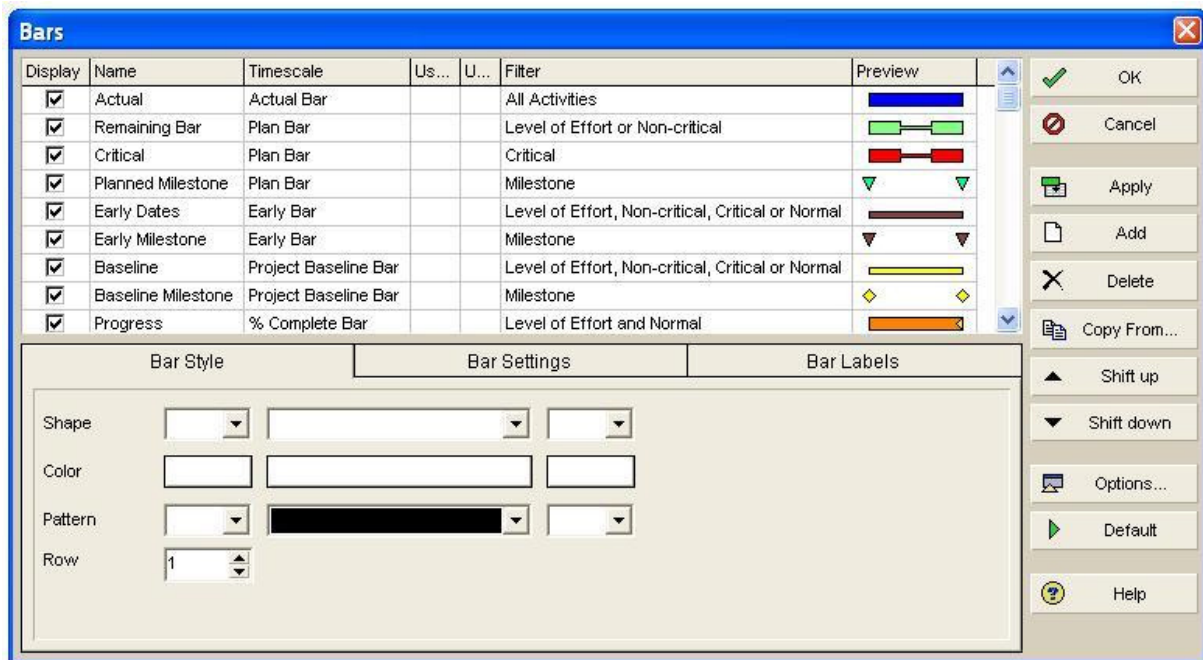 Bars
Display Name Timescale Us... U... Filter Preview
Actual Actual Bar All Activities
Remaining Bar Plan Bar Level of Effort or Non-critical
Critical Plan Bar Critical
Planned Milestone Plan Bar Milestone
Early Dates Early Bar Level of Effort, Non-critical, Critical or Normal
Early Milestone Early Bar Milestone
Baseline Project Baseline Bar Level of Effort, Non-critical, Critical or Normal
Baseline Milestone Project Baseline Bar Milestone
Progress % Complete Bar Level of Effort and Normal
Bar Style Bar Settings Bar Labels
Shape
Color
Pattern
Row 1
OK
Cancel
Apply
Add
Delete
Copy From...
Shift up
Shift down
Options...
Default
Help